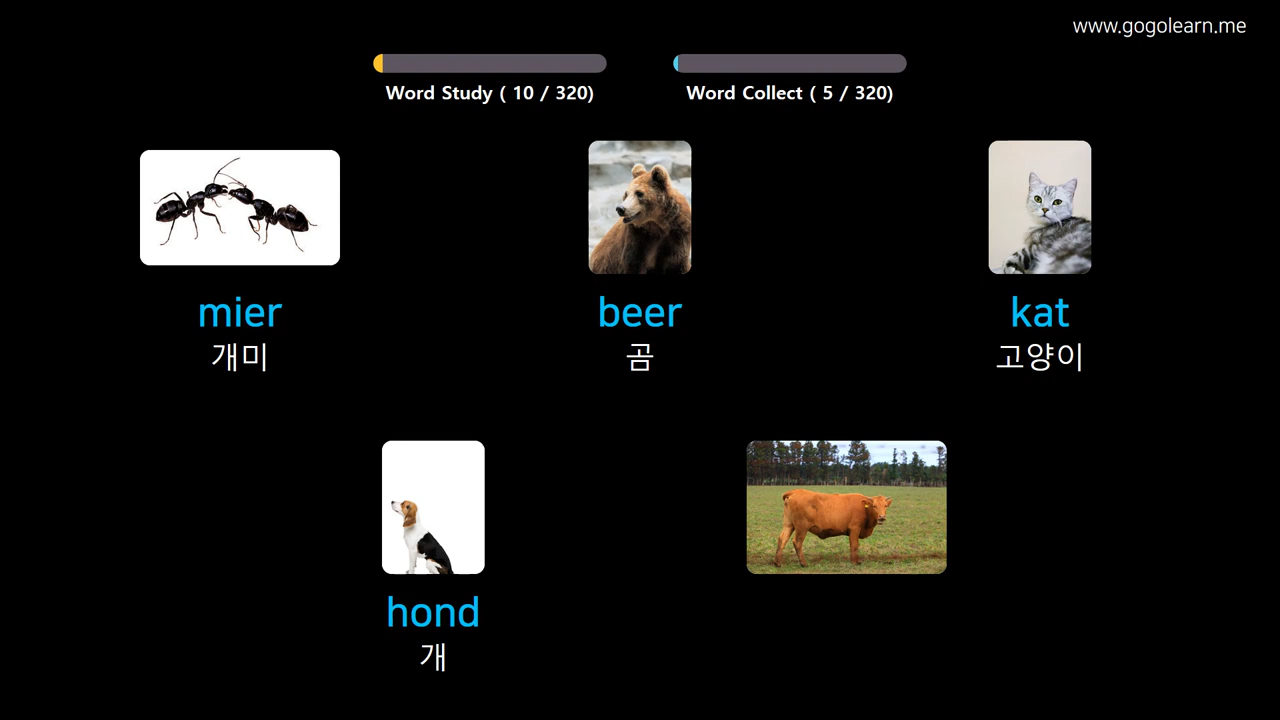 www.gogolearn.me
Word Study ( 10 / 320)
Word Collect ( 5 / 320)
mier
개미
beer
곰
kat
고양이
hond
개